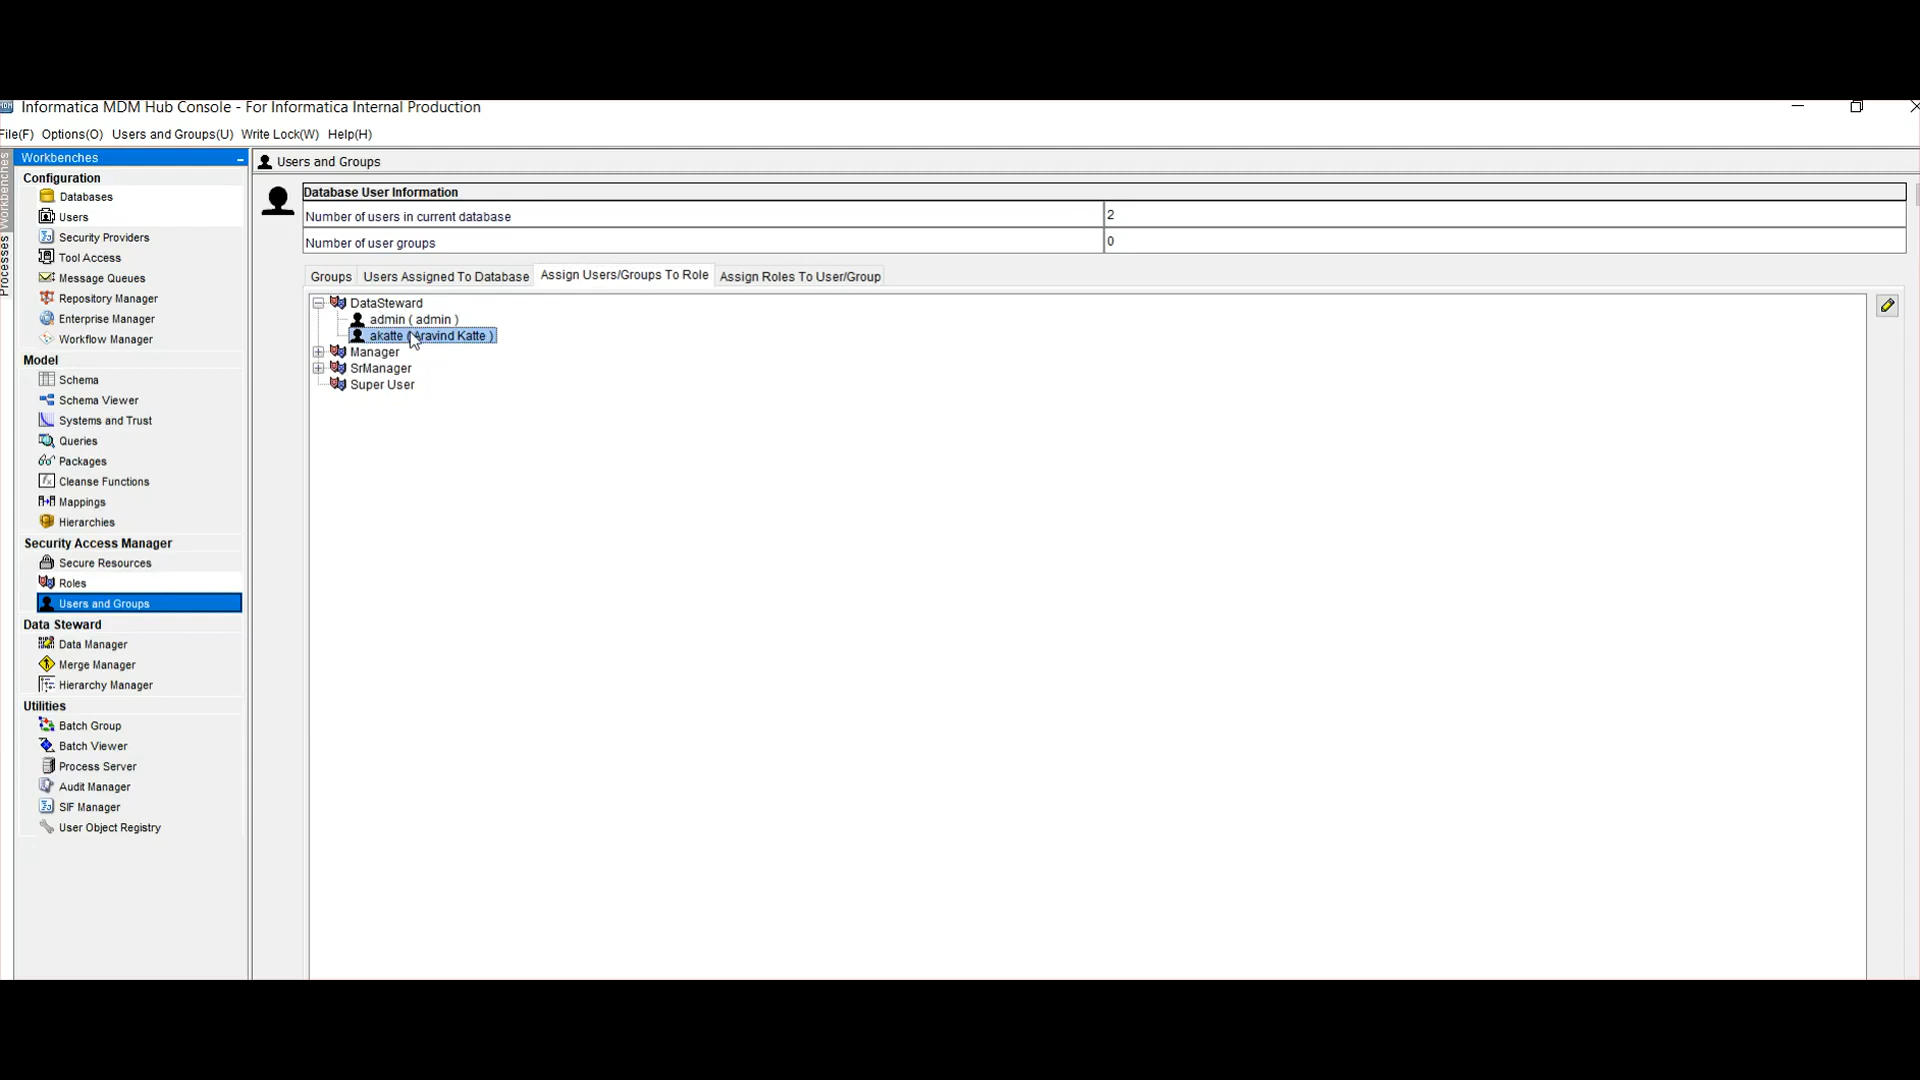 Informatica MDM Hub Console - For Informatica Internal Production
File(F) Options(O) Users and Groups(U) Write Lock(W) Help(H)
Workbenches
Processes
Workbenches
Configuration
Databases
Users
Security Providers
Tool Access
Message Queues
Repository Manager
Enterprise Manager
Workflow Manager
Model
Schema
Schema Viewer
Systems and Trust
Queries
Packages
Cleanse Functions
Mappings
Hierarchies
Security Access Manager
Secure Resources
Roles
Users and Groups
Data Steward
Data Manager
Merge Manager
Hierarchy Manager
Utilities
Batch Group
Batch Viewer
Process Server
Audit Manager
SIF Manager
User Object Registry
Users and Groups
Database User Information
Number of users in current database 2
Number of user groups 0
Groups Users Assigned To Database Assign Users/Groups To Role Assign Roles To User/Group
DataSteward
admin ( admin )
akatte ( Aravind Katte )
Manager
SrManager
Super User